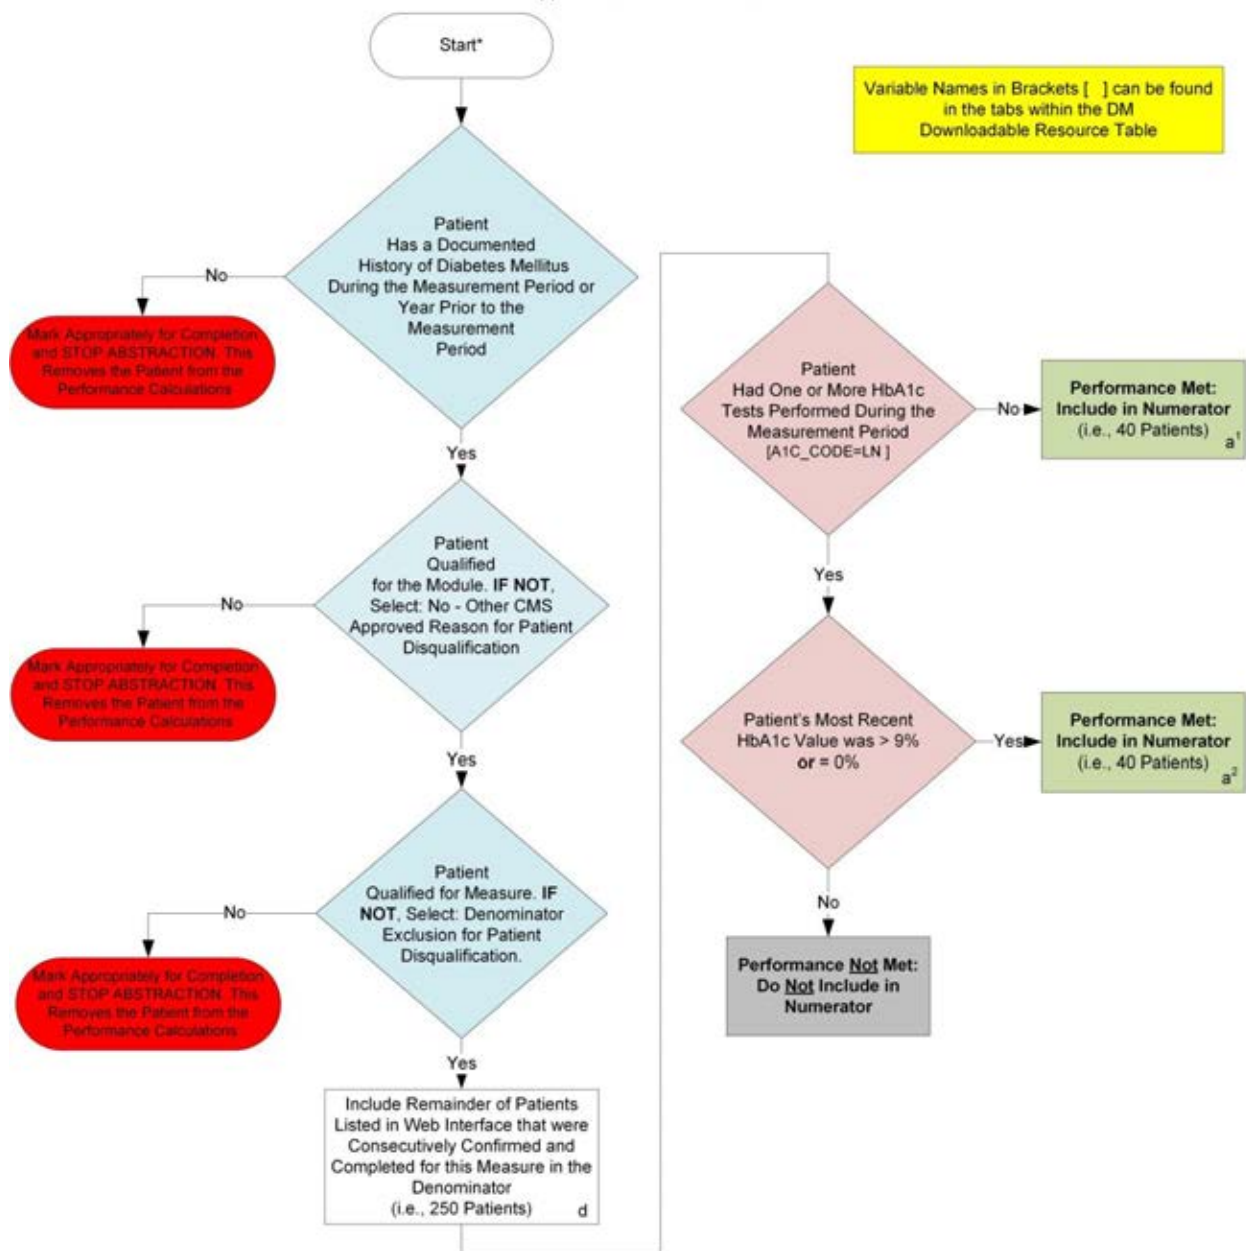 Start*
Variable Names in Brackets [ ] can be found
in the tabs within the DM
Downloadable Resource Table
Patient
Has a Documented
History of Diabetes Mellitus
During the Measurement Period or
Year Prior to the
Measurement
Period
No
Mark Appropriately for Completion
and STOP ABSTRACTION. This
Removes the Patient from the
Performance Calculations
Yes
Patient
Qualified
for the Module. IF NOT,
Select: No - Other CMS
Approved Reason for Patient
Disqualification
No
Mark Appropriately for Completion
and STOP ABSTRACTION. This
Removes the Patient from the
Performance Calculations
Yes
Patient
Qualified for Measure. IF
NOT, Select: Denominator
Exclusion for Patient
Disqualification.
No
Mark Appropriately for Completion
and STOP ABSTRACTION. This
Removes the Patient from the
Performance Calculations
Yes
Include Remainder of Patients
Listed in Web Interface that were
Consecutively Confirmed and
Completed for this Measure in the
Denominator
(i.e., 250 Patients) d
Patient
Had One or More HbA1c
Tests Performed During the
Measurement Period
[A1C_CODE=LN ]
No
Performance Met:
Include in Numerator
(i.e., 40 Patients)
a¹
Yes
Patient's Most Recent
HbA1c Value was > 9%
or = 0%
Yes
Performance Met:
Include in Numerator
(i.e., 40 Patients)
a²
No
Performance Not Met:
Do Not Include in
Numerator